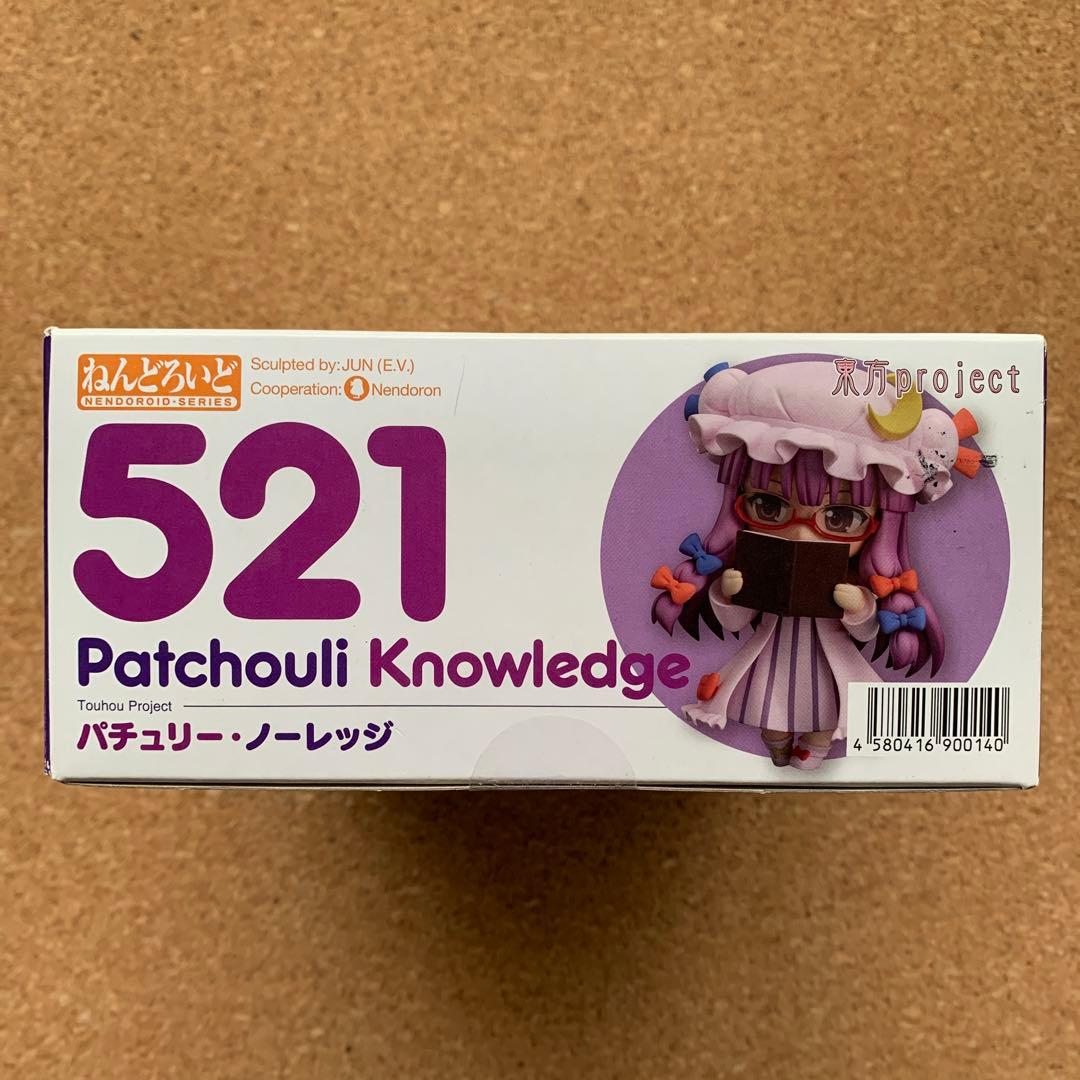 ねんどろいど
NENDOROID·SERIES
Sculpted by:JUN (E.V.)
Cooperation: Nendoron
東方project
521
Patchouli Knowledge
Touhou Project
パチュリー・ノーレッジ
4 580416 900140